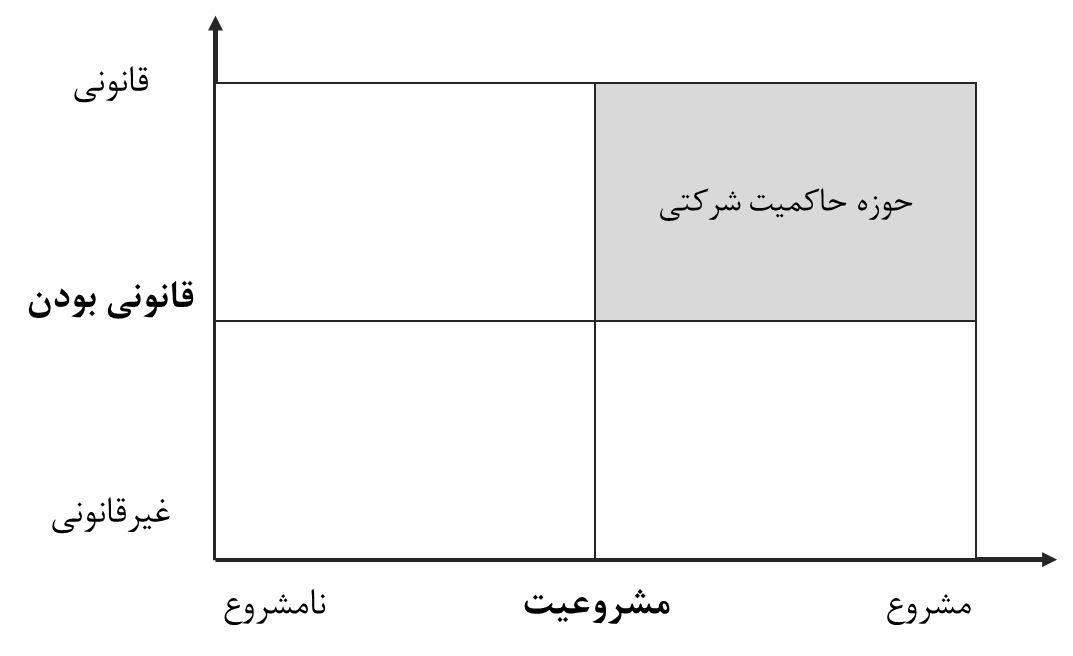 قانونی
حوزه حاکمیت شرکتی
قانونی بودن
غیرقانونی
نامشروع
مشروعیت
مشروع